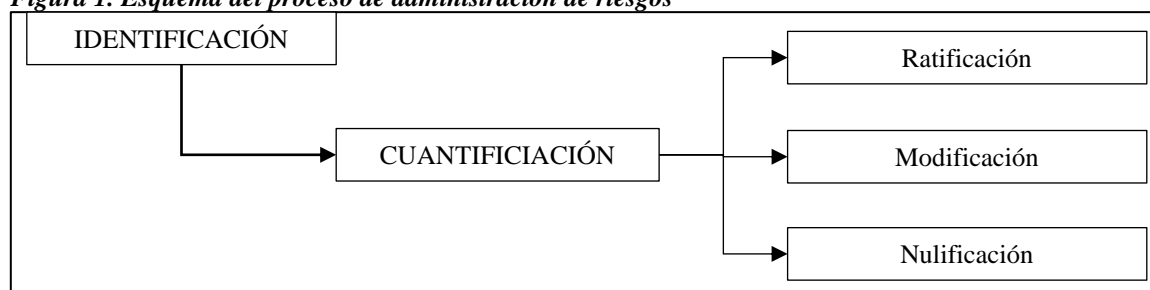 Figura 1. Esquema del proceso de administración de riesgos
IDENTIFICACIÓN
CUANTIFICIACIÓN
Ratificación
Modificación
Nulificación